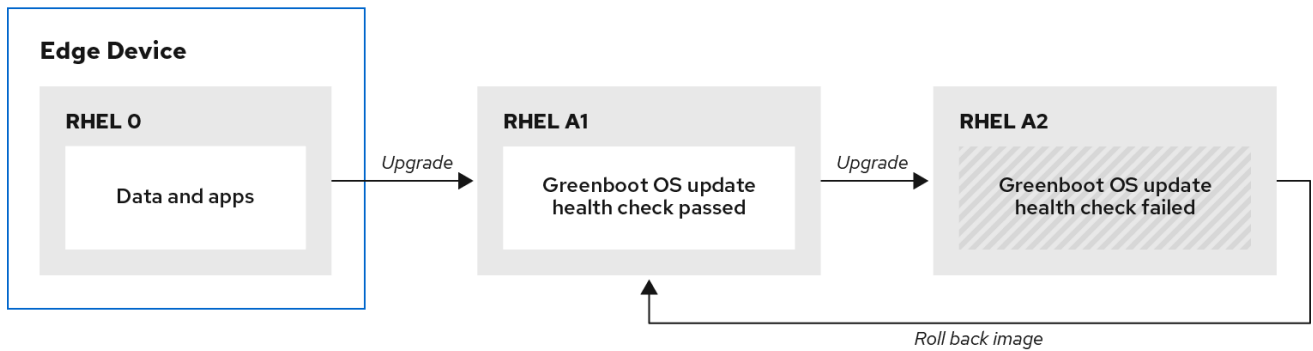 Edge Device
RHEL 0
Data and apps
Upgrade
RHEL A1
Greenboot OS update
health check passed
Upgrade
RHEL A2
Greenboot OS update
health check failed
Roll back image